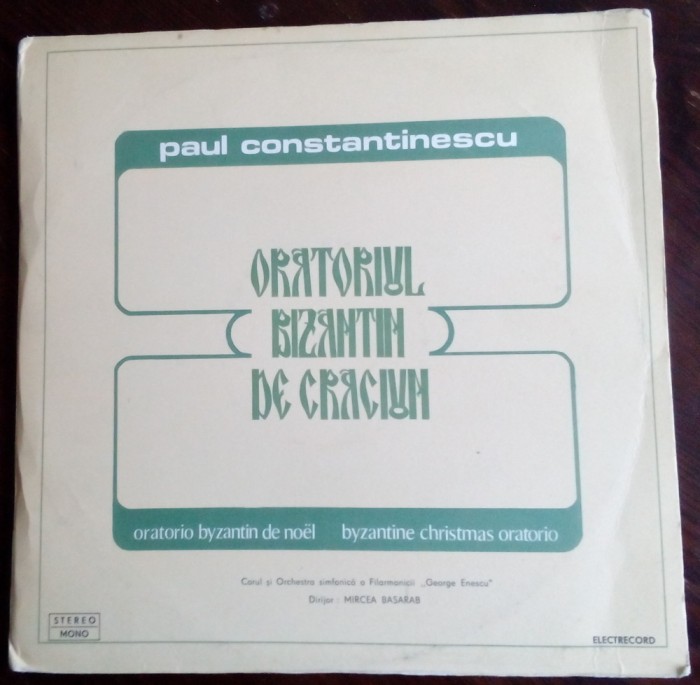 paul constantinescu
ORATORIUL
BIZANTIN
DE CRACIUN
oratorio byzantin de noël byzantine christmas oratorio
Corul și Orchestra simfonică a Filarmonicii „George Enescu"
Dirijor : MIRCEA BASARAB
STEREO
MONO
ELECTRECORD